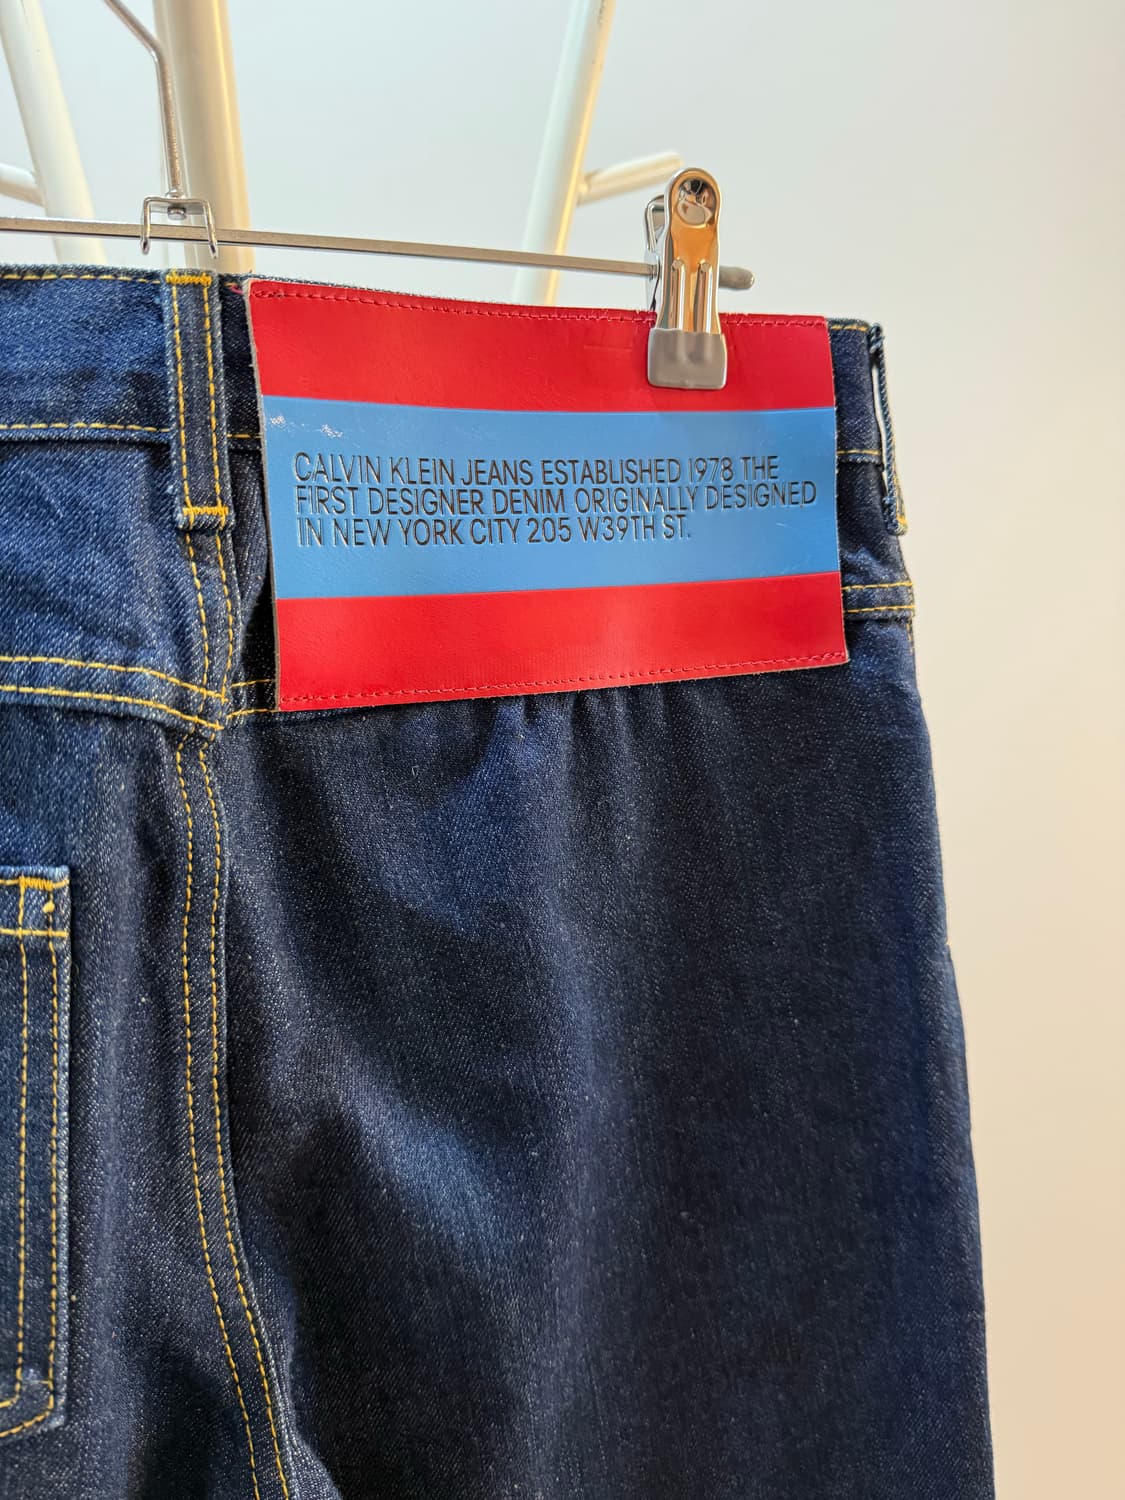 CALVIN KLEIN JEANS ESTABLISHED 1978 THE
FIRST DESIGNER DENIM ORIGINALLY DESIGNED
IN NEW YORK CITY 205 W39TH ST.